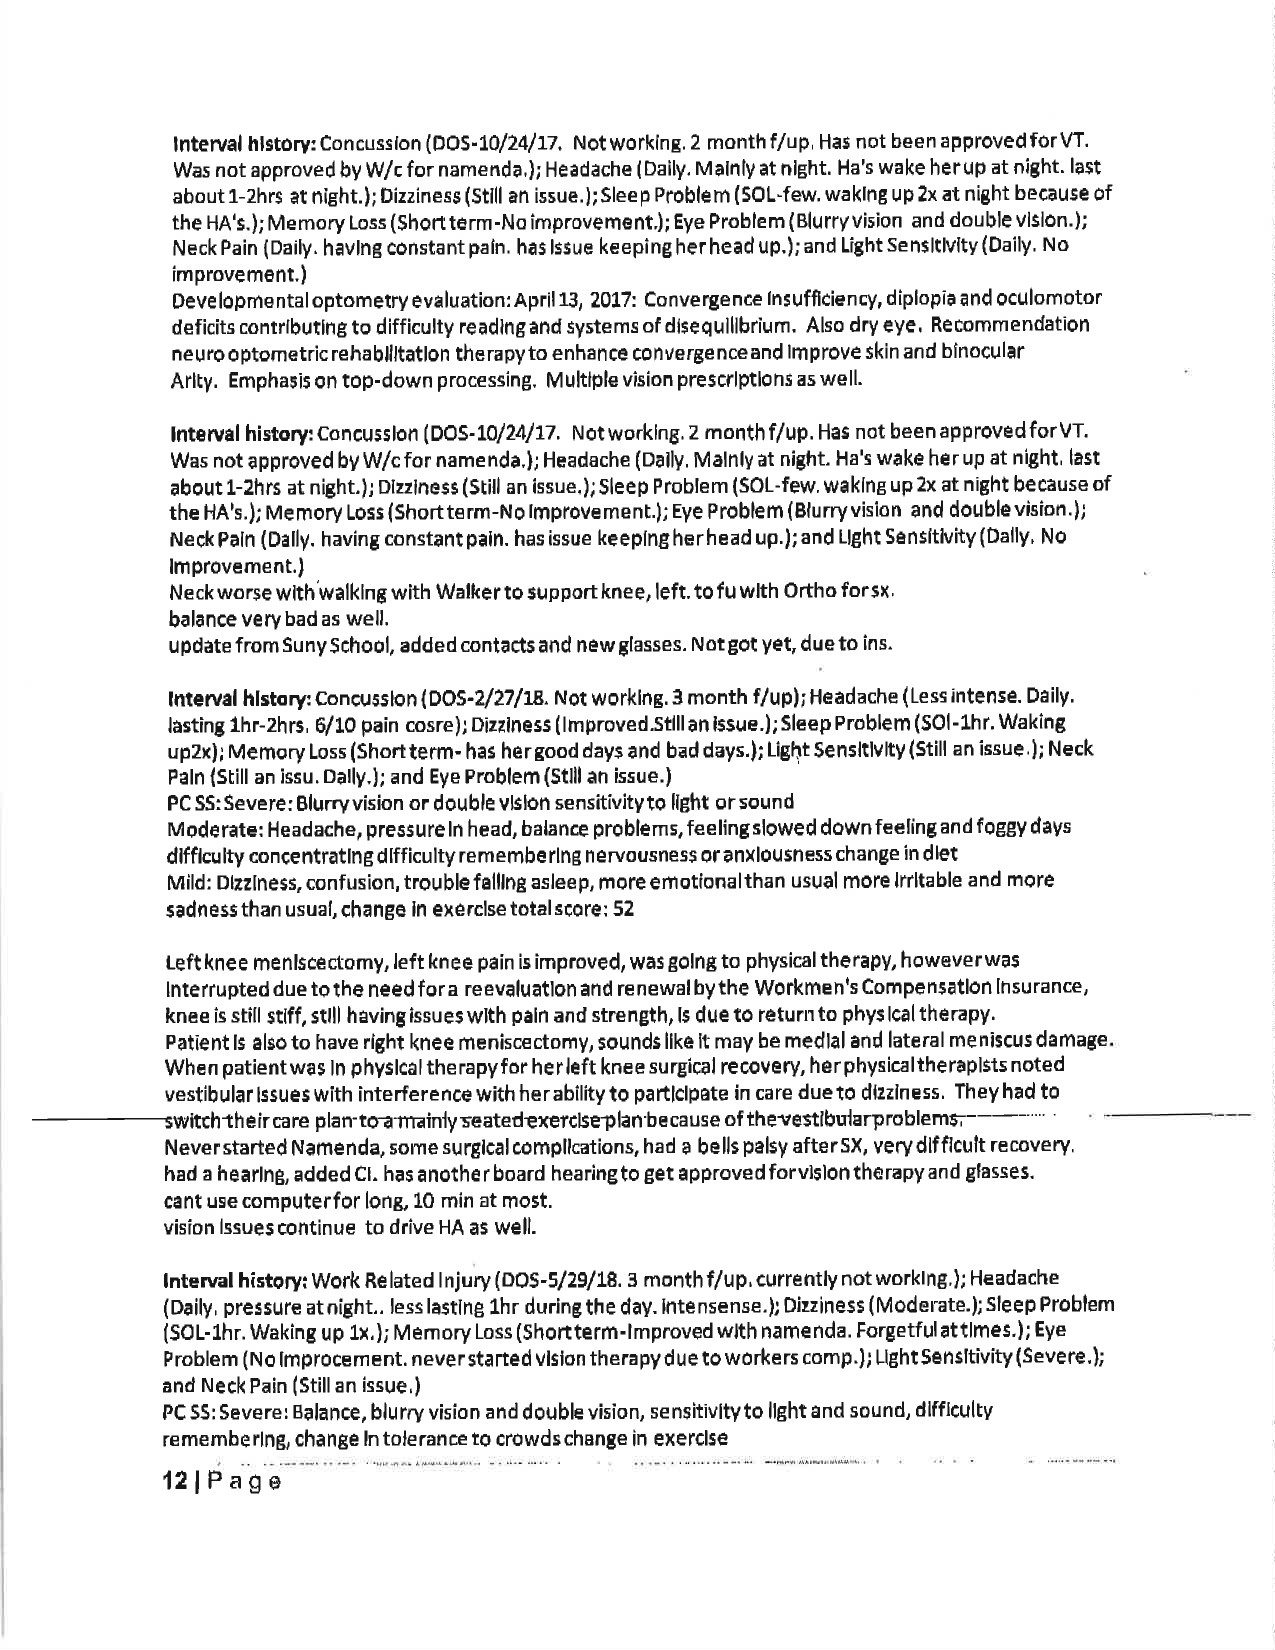 Interval history: Concussion (DOS-10/24/17. Not working. 2 month f/up. Has not been approved for VT.
Was not approved by W/c for namenda.); Headache (Daily. Mainly at night. Ha's wake her up at night. last
about 1-2hrs at night.); Dizziness (Still an issue.); Sleep Problem (SOL-few. waking up 2x at night because of
the HA's.); Memory Loss (Short term-No improvement.); Eye Problem (Blurry vision and double vision.);
Neck Pain (Daily. having constant pain. has issue keeping her head up.); and Light Sensitivity (Daily. No
improvement.)
Developmental optometry evaluation: April 13, 2017: Convergence Insufficiency, diplopia and oculomotor
deficits contributing to difficulty reading and systems of disequilibrium. Also dry eye. Recommendation
neuro optometric rehabilitation therapy to enhance convergence and improve skin and binocular
Arity. Emphasis on top-down processing. Multiple vision prescriptions as well.
Interval history: Concussion (DOS-10/24/17. Not working. 2 month f/up. Has not been approved for VT.
Was not approved by W/c for namenda.); Headache (Daily. Mainly at night. Ha's wake her up at night. last
about 1-2hrs at night.); Dizziness (Still an issue.); Sleep Problem (SOL-few. waking up 2x at night because of
the HA's.); Memory Loss (Short term-No improvement.); Eye Problem (Blurry vision and double vision.);
Neck Pain (Daily. having constant pain. has issue keeping her head up.); and Light Sensitivity (Daily. No
improvement.)
Neck worse with walking with Walker to support knee, left. to fu with Ortho for sx.
balance very bad as well.
update from Suny School, added contacts and new glasses. Not got yet, due to ins.
Interval history: Concussion (DOS-2/27/18. Not working. 3 month f/up); Headache (Less intense. Daily.
lasting 1hr-2hrs. 6/10 pain cosre); Dizziness (Improved.Still an issue.); Sleep Problem (SOl-1hr. Waking
up2x); Memory Loss (Short term- has her good days and bad days.); Light Sensitivity (Still an issue.); Neck
Pain (Still an issu. Daily.); and Eye Problem (Still an issue.)
PC SS: Severe: Blurry vision or double vision sensitivity to light or sound
Moderate: Headache, pressure in head, balance problems, feeling slowed down feeling and foggy days
difficulty concentrating difficulty remembering nervousness or anxiousness change in diet
Mild: Dizziness, confusion, trouble falling asleep, more emotional than usual more irritable and more
sadness than usual, change in exercise total score: 52
Left knee meniscectomy, left knee pain is improved, was going to physical therapy, however was
interrupted due to the need for a reevaluation and renewal by the Workmen's Compensation Insurance,
knee is still stiff, still having issues with pain and strength, is due to return to physical therapy.
Patient is also to have right knee meniscectomy, sounds like it may be medial and lateral meniscus damage.
When patient was in physical therapy for her left knee surgical recovery, her physical therapists noted
vestibular issues with interference with her ability to participate in care due to dizziness. They had to
switch their care plan to a mainly seated exercise plan because of the vestibular problems.
Never started Namenda, some surgical complications, had a bells palsy after SX, very difficult recovery.
had a hearing, added CI. has another board hearing to get approved for vision therapy and glasses.
cant use computer for long, 10 min at most.
vision issues continue to drive HA as well.
Interval history: Work Related Injury (DOS-5/29/18. 3 month f/up. currently not working.); Headache
(Daily, pressure at night.. less lasting 1hr during the day. intensense.); Dizziness (Moderate.); Sleep Problem
(SOL-1hr. Waking up 1x.); Memory Loss (Short term-improved with namenda. Forgetful at times.); Eye
Problem (No improcement. never started vision therapy due to workers comp.); Light Sensitivity (Severe.);
and Neck Pain (Still an issue.)
PC SS: Severe: Balance, blurry vision and double vision, sensitivity to light and sound, difficulty
remembering, change in tolerance to crowds change in exercise
12 | P a g e